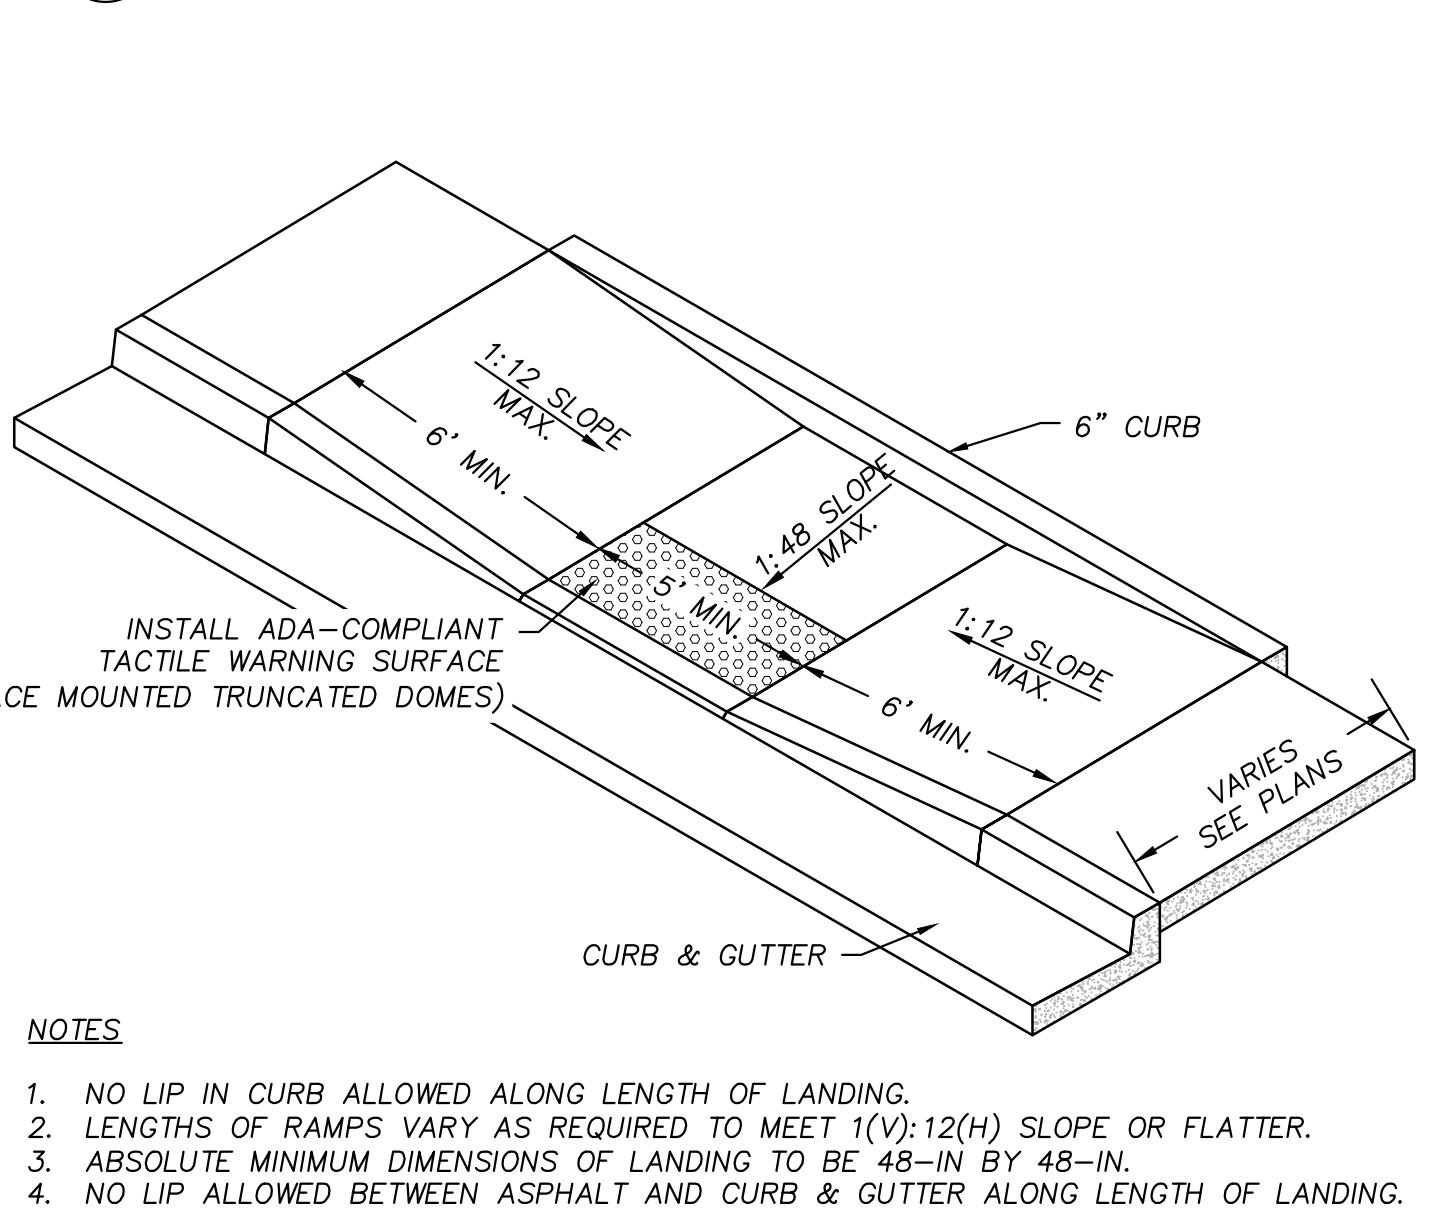 1:12 SLOPE
MAX.
6' MIN.
6" CURB
1:48 SLOPE
MAX.
5' MIN.
INSTALL ADA-COMPLIANT
TACTILE WARNING SURFACE
MOUNTED TRUNCATED DOMES)
1:12 SLOPE
MAX.
6' MIN.
VARIES
SEE PLANS
CURB & GUTTER
NOTES
1. NO LIP IN CURB ALLOWED ALONG LENGTH OF LANDING.
2. LENGTHS OF RAMPS VARY AS REQUIRED TO MEET 1(V):12(H) SLOPE OR FLATTER.
3. ABSOLUTE MINIMUM DIMENSIONS OF LANDING TO BE 48-IN BY 48-IN.
4. NO LIP ALLOWED BETWEEN ASPHALT AND CURB & GUTTER ALONG LENGTH OF LANDING.